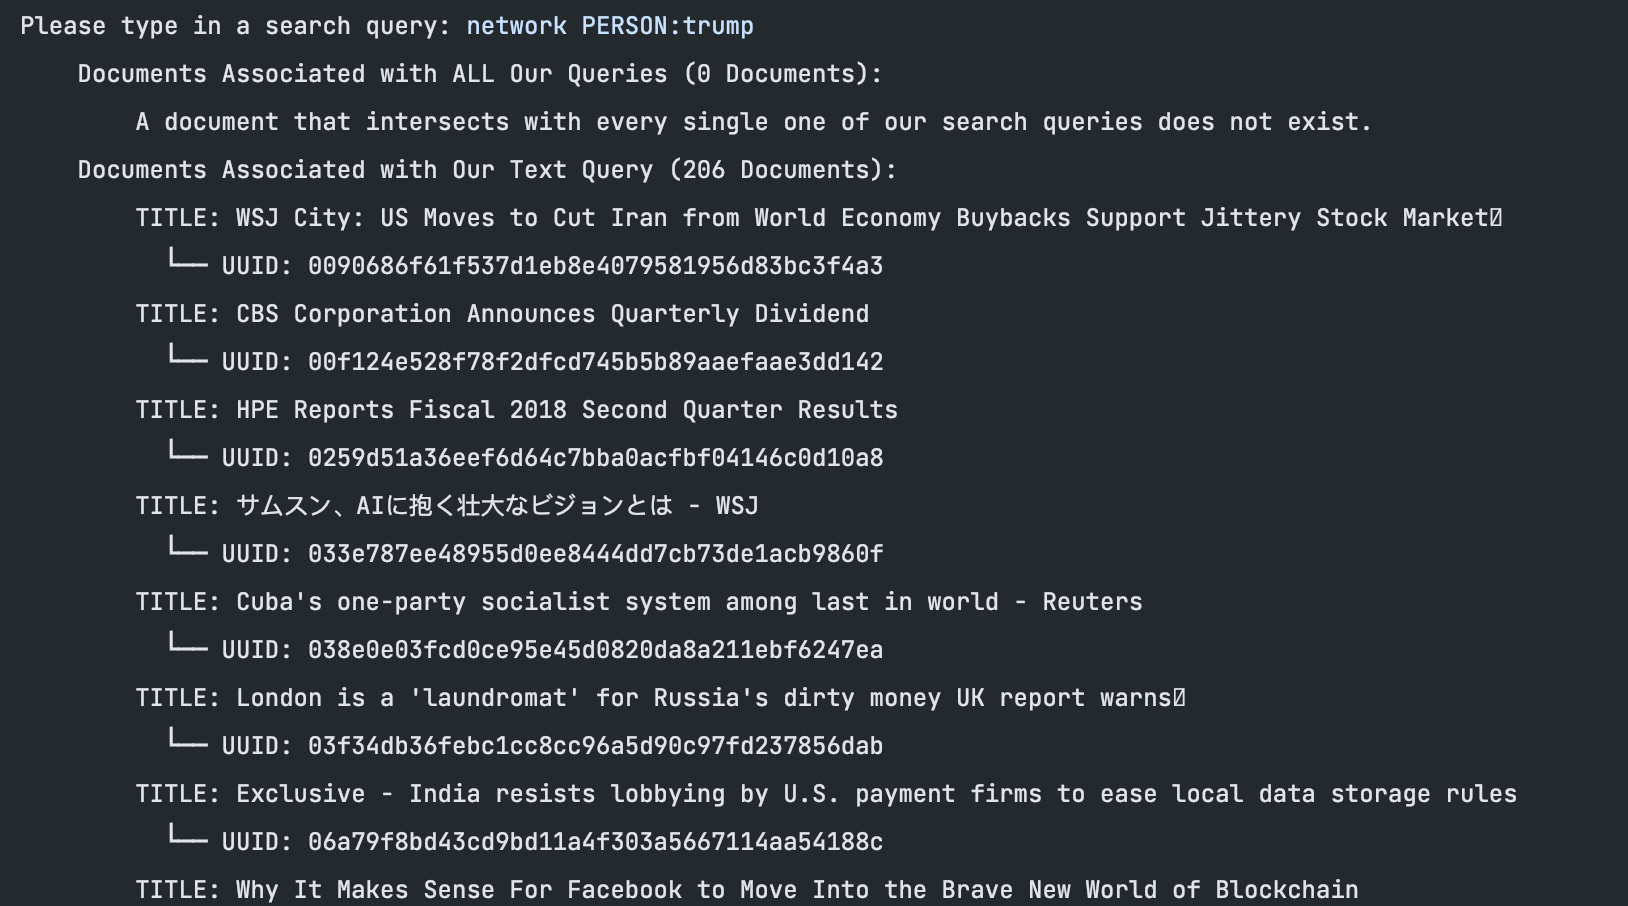 Please type in a search query: network PERSON:trump
Documents Associated with ALL Our Queries (0 Documents):
A document that intersects with every single one of our search queries does not exist.
Documents Associated with Our Text Query (206 Documents):
TITLE: WSJ City: US Moves to Cut Iran from World Economy Buybacks Support Jittery Stock Market
└── UUID: 0090686f61f537d1eb8e4079581956d83bc3f4a3
TITLE: CBS Corporation Announces Quarterly Dividend
└── UUID: 00f124e528f78f2dfcd745b5b89aaefaae3dd142
TITLE: HPE Reports Fiscal 2018 Second Quarter Results
└── UUID: 0259d51a36eef6d64c7bba0acfbf04146c0d10a8
TITLE: サムスン、AIに抱く壮大なビジョンとは - WSJ
└── UUID: 033e787ee48955d0ee8444dd7cb73de1acb9860f
TITLE: Cuba's one-party socialist system among last in world - Reuters
└── UUID: 038e0e03fcd0ce95e45d0820da8a211ebf6247ea
TITLE: London is a 'laundromat' for Russia's dirty money UK report warns
└── UUID: 03f34db36febc1cc8cc96a5d90c97fd237856dab
TITLE: Exclusive - India resists lobbying by U.S. payment firms to ease local data storage rules
└── UUID: 06a79f8bd43cd9bd11a4f303a5667114aa54188c
TITLE: Why It Makes Sense For Facebook to Move Into the Brave New World of Blockchain